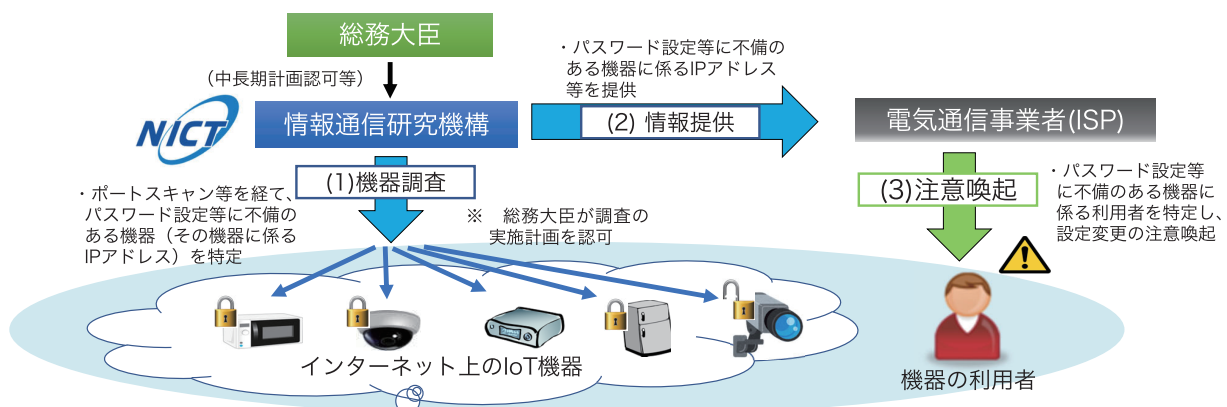 総務大臣
（中長期計画認可等）
NICT
情報通信研究機構
・パスワード設定等に不備の
ある機器に係るIPアドレス
等を提供
(2) 情報提供
電気通信事業者(ISP)
(1)機器調査
・ポートスキャン等を経て、
パスワード設定等に不備の
ある機器（その機器に係る
IPアドレス）を特定
※　総務大臣が調査の
実施計画を認可
(3)注意喚起
・パスワード設定等
に不備のある機器に
係る利用者を特定し、
設定変更の注意喚起
インターネット上のIoT機器
機器の利用者